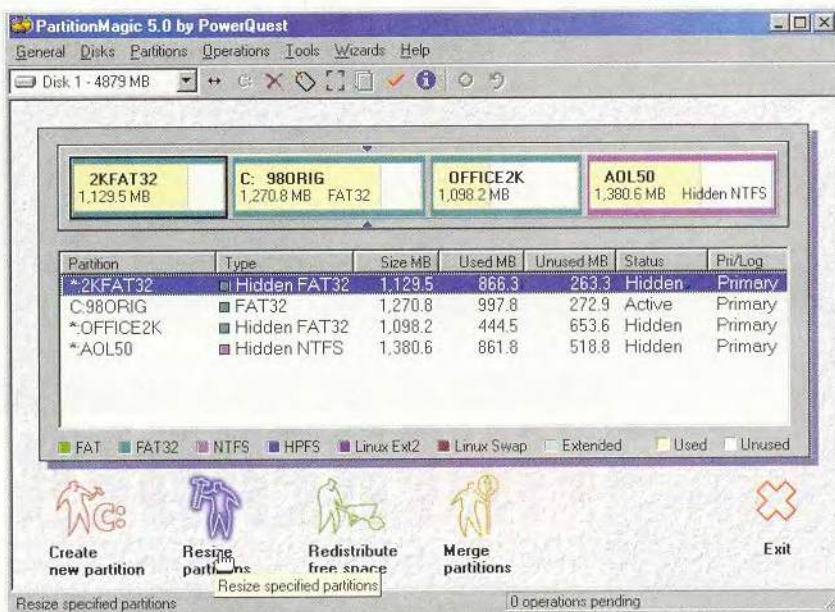 PartitionMagic 5.0 by PowerQuest
General Disks Partitions Operations Tools Wizards Help
Disk 1 - 4879 MB
2KFAT32
1,129.5 MB
C: 98ORIG
1,270.8 MB FAT32
OFFICE2K
1,098.2 MB
AOL50
1,380.6 MB Hidden NTFS
Partition Type Size MB Used MB Unused MB Status Pri/Log
*:2KFAT32 Hidden FAT32 1,129.5 866.3 263.3 Hidden Primary
C:98ORIG FAT32 1,270.8 997.8 272.9 Active Primary
*:OFFICE2K Hidden FAT32 1,098.2 444.5 653.6 Hidden Primary
*:AOL50 Hidden NTFS 1,380.6 861.8 518.8 Hidden Primary
FAT FAT32 NTFS HPFS Linux Ext2 Linux Swap Extended Used Unused
C:
Create
new partition
Resize
partitions
Redistribute
free space
Merge
partitions
Exit
Resize specified partitions
Resize specified partitions
0 operations pending